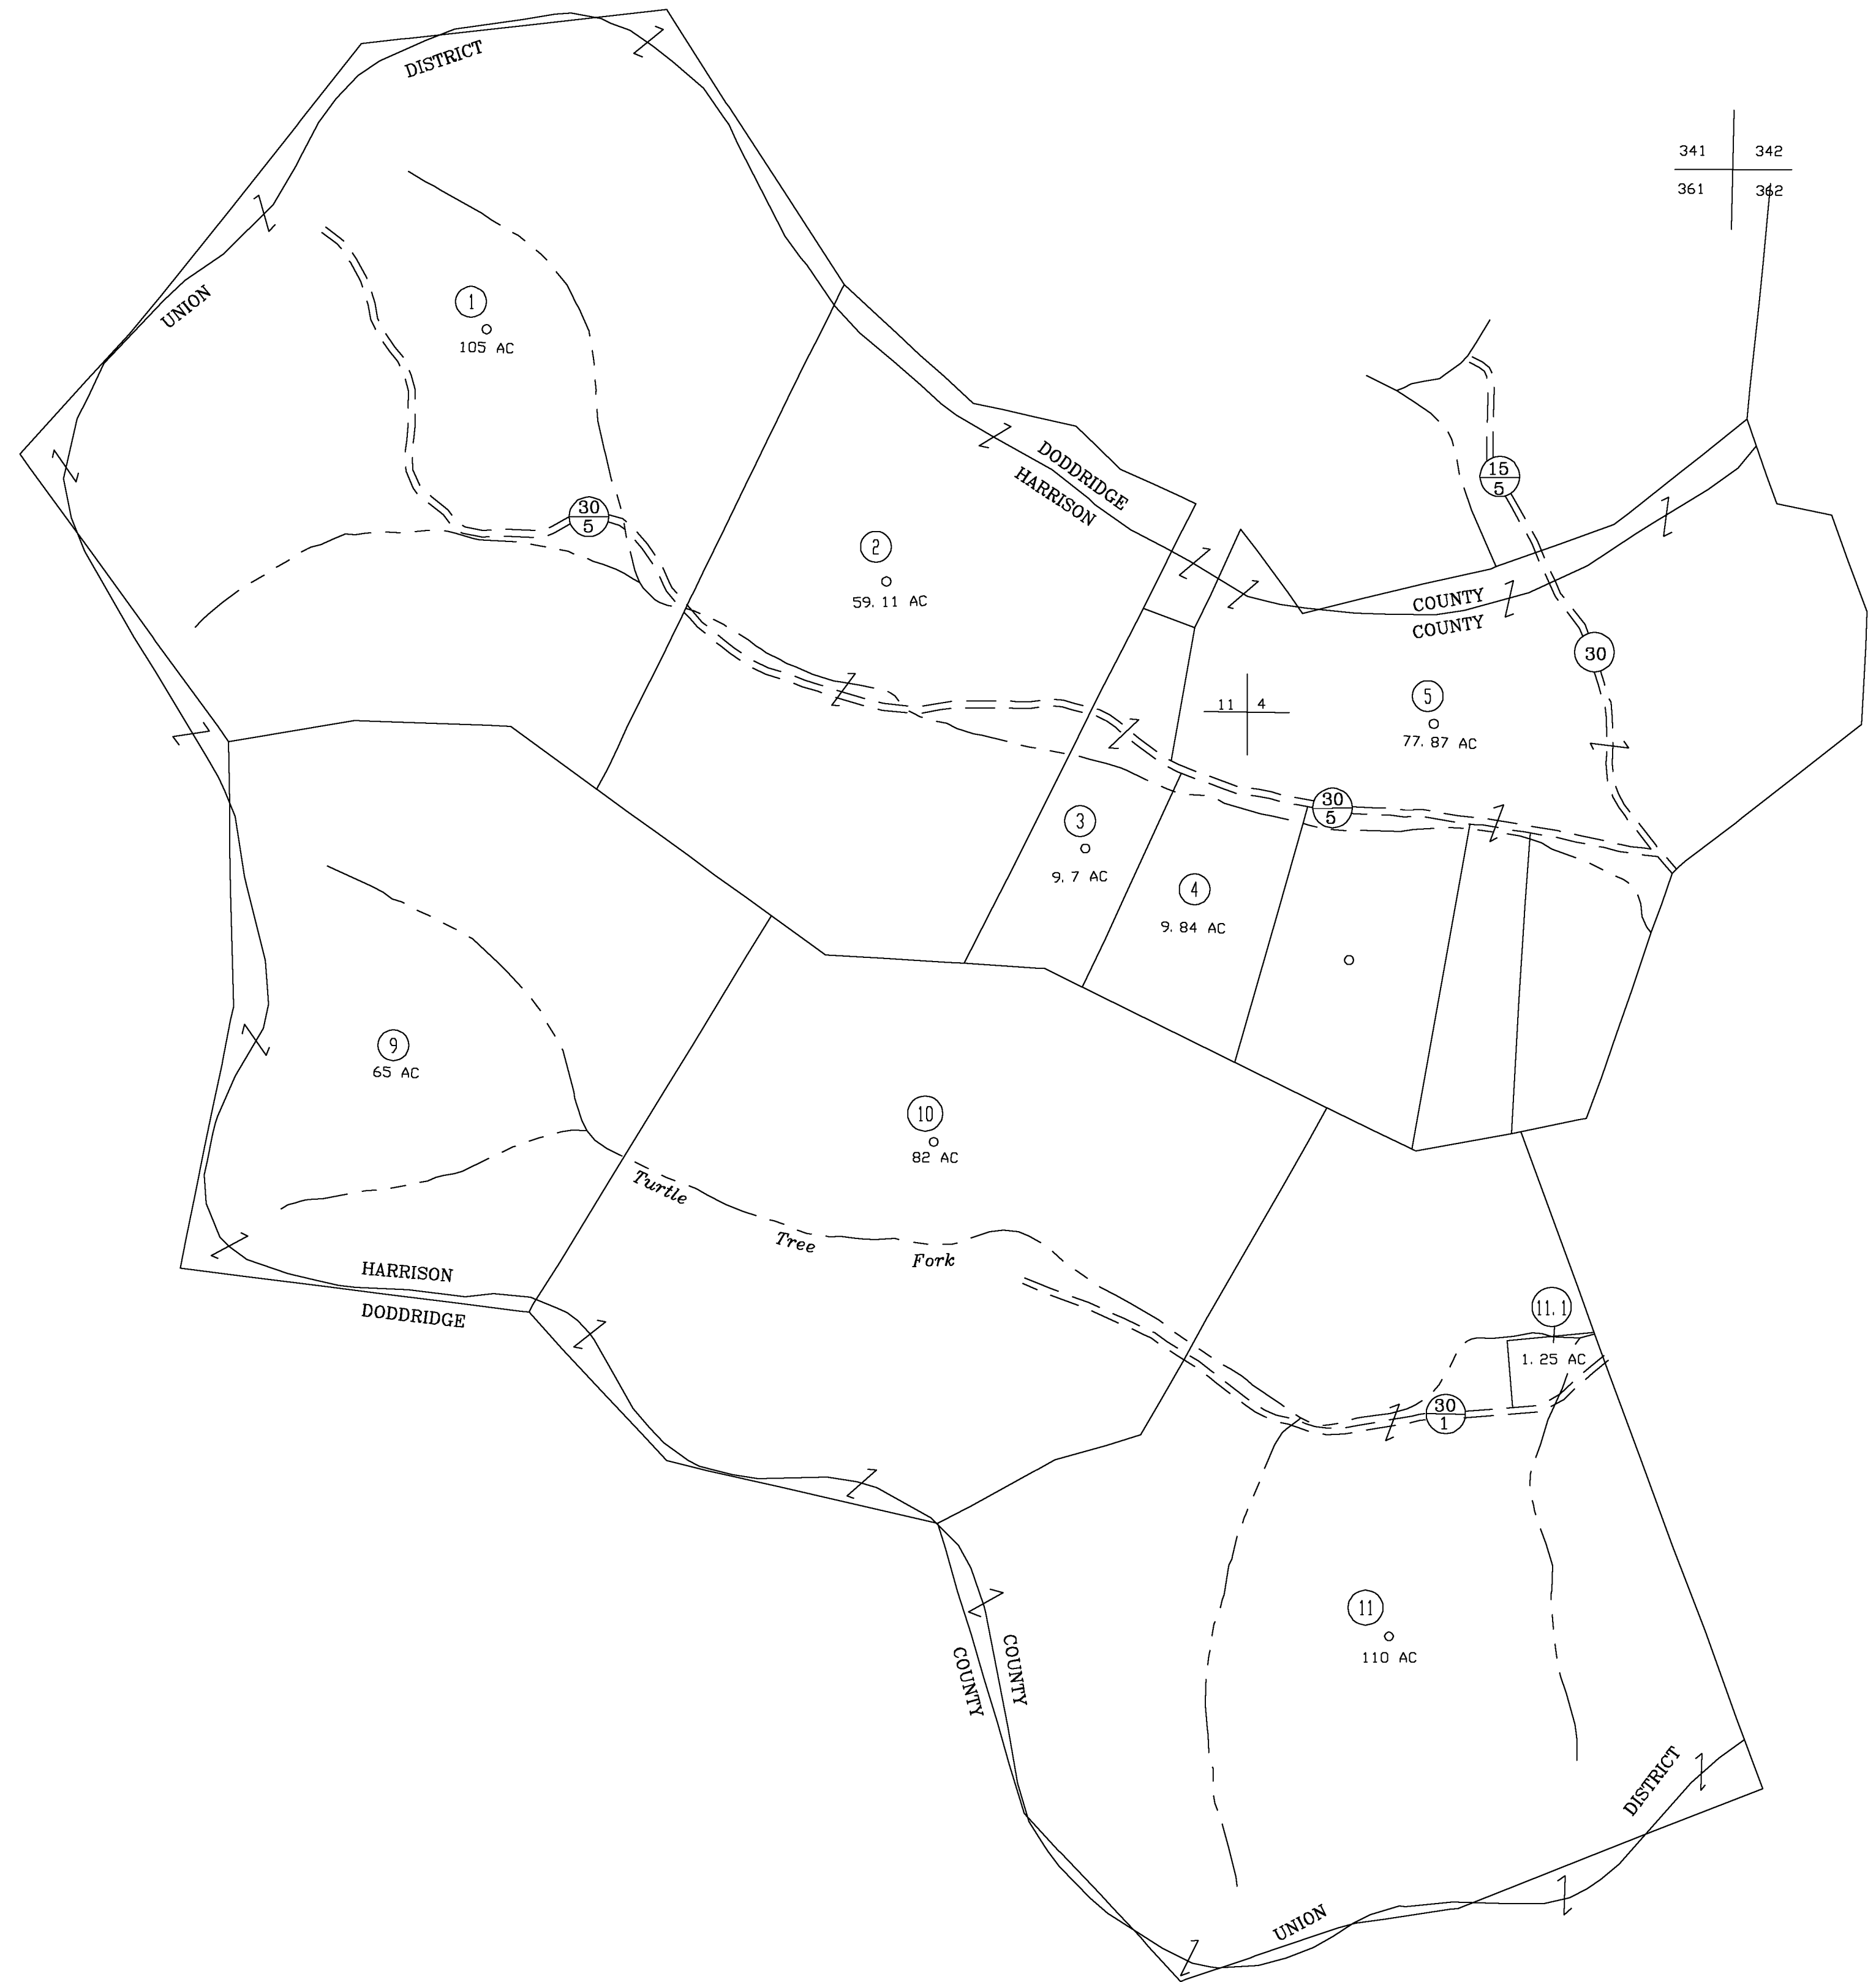 DISTRICT
341 342
361 362
UNION
1
105 AC
DODDRIDGE
HARRISON
15
5
30
5
2
59.11 AC
COUNTY
COUNTY
30
11 4
5
77.87 AC
30
5
3
9.7 AC
4
9.84 AC
9
65 AC
10
82 AC
Turtle
Tree
Fork
HARRISON
DODDRIDGE
11.1
1.25 AC
30
1
11
110 AC
COUNTY
COUNTY
DISTRICT
UNION